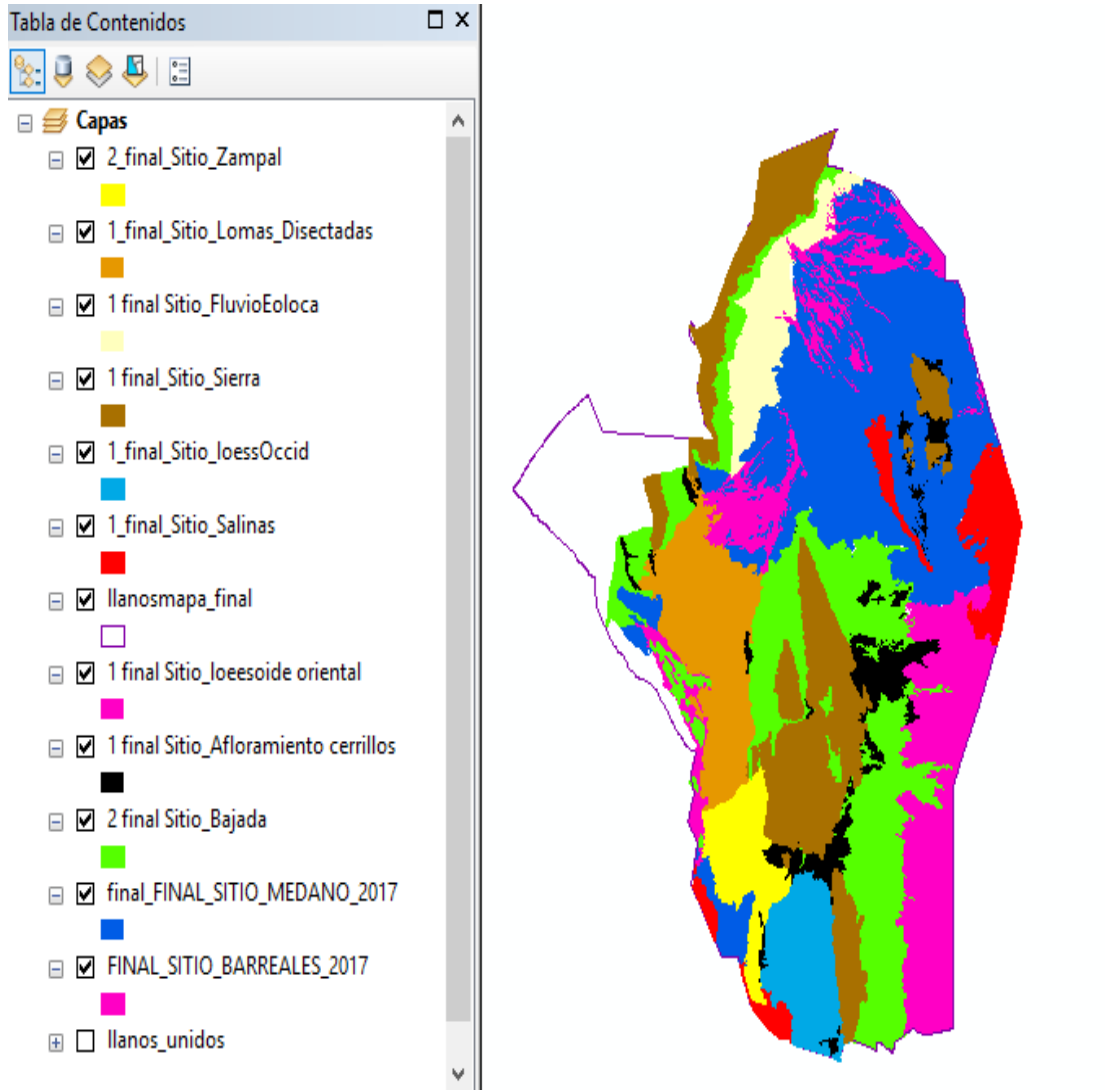 Tabla de Contenidos
Capas
2_final_Sitio_Zampal
1_final_Sitio_Lomas_Disectadas
1 final Sitio_FluvioEoloca
1 final_Sitio_Sierra
1_final_Sitio_loessOccid
1_final_Sitio_Salinas
llanosmapa_final
1 final Sitio_loeesoide oriental
1 final Sitio_Afloramiento cerrillos
2 final Sitio_Bajada
final_FINAL_SITIO_MEDANO_2017
FINAL_SITIO_BARREALES_2017
llanos_unidos